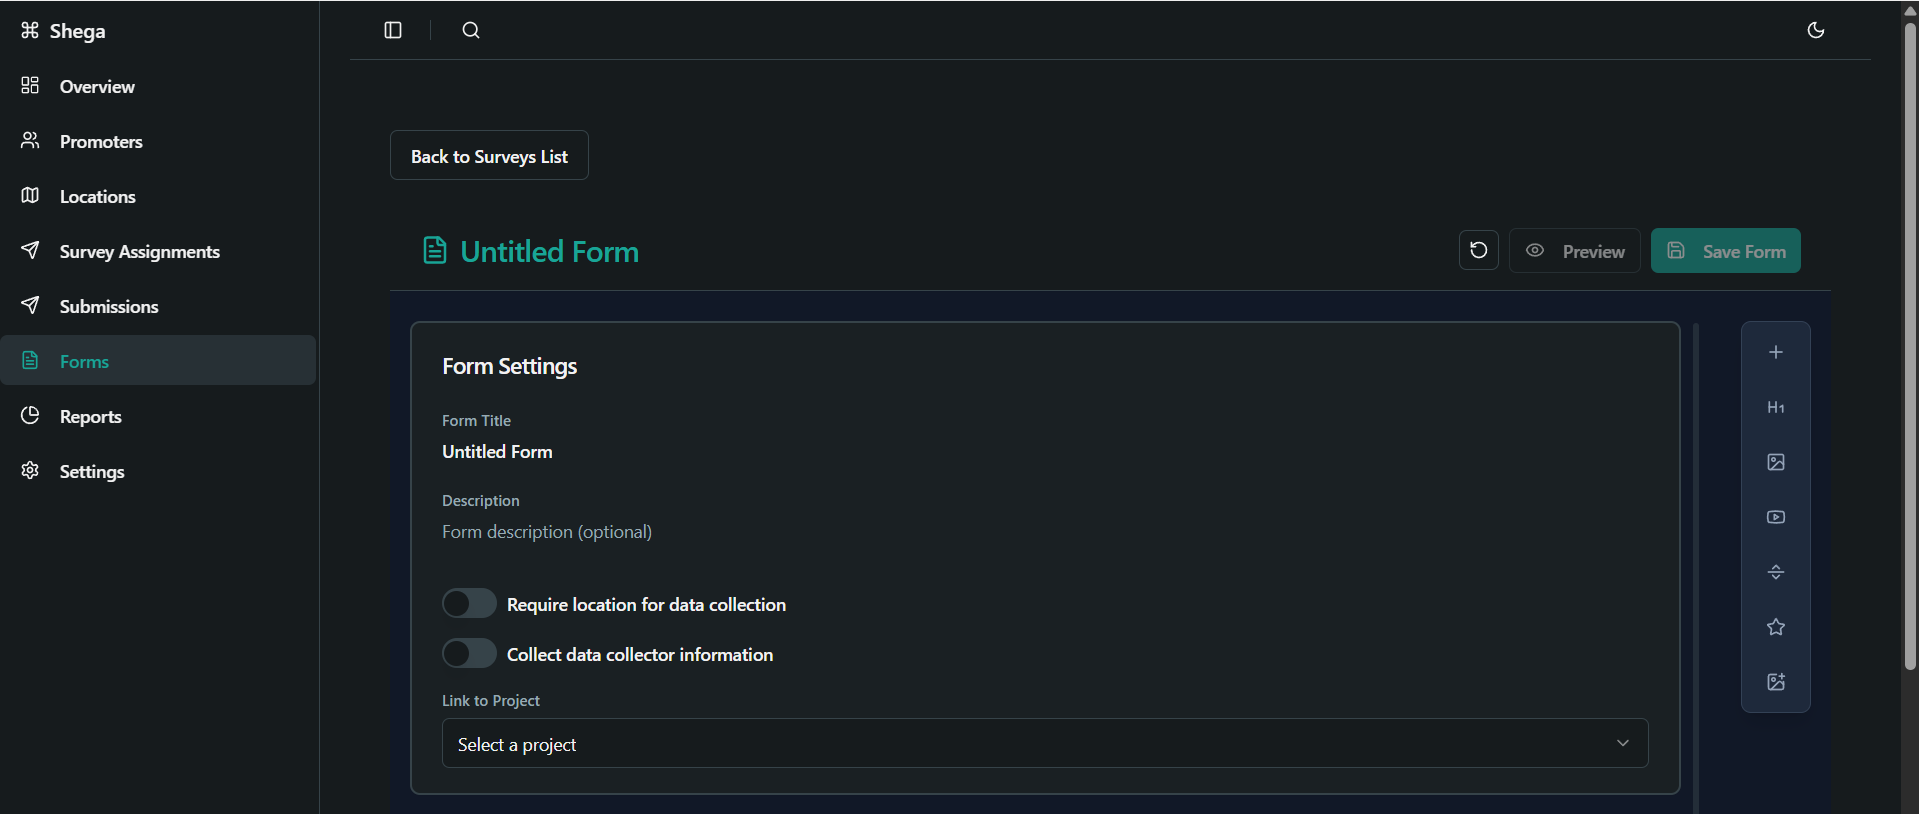 Shega
Overview
Promoters
Locations
Survey Assignments
Submissions
Forms
Reports
Settings
Back to Surveys List
Untitled Form
Preview
Save Form
Form Settings
Form Title
Untitled Form
Description
Form description (optional)
Require location for data collection
Collect data collector information
Link to Project
Select a project
H1